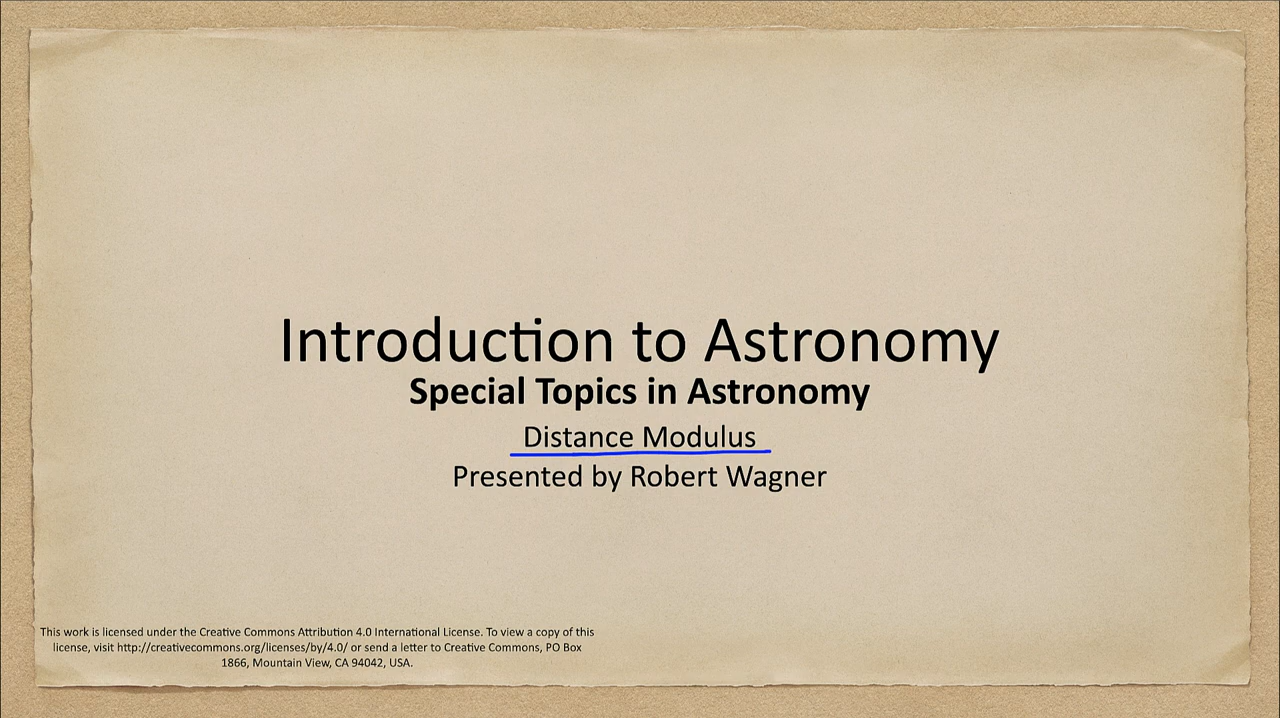 Introduction to Astronomy
Special Topics in Astronomy
Distance Modulus
Presented by Robert Wagner
This work is licensed under the Creative Commons Attribution 4.0 International License. To view a copy of this
license, visit http://creativecommons.org/licenses/by/4.0/ or send a letter to Creative Commons, PO Box
1866, Mountain View, CA 94042, USA.